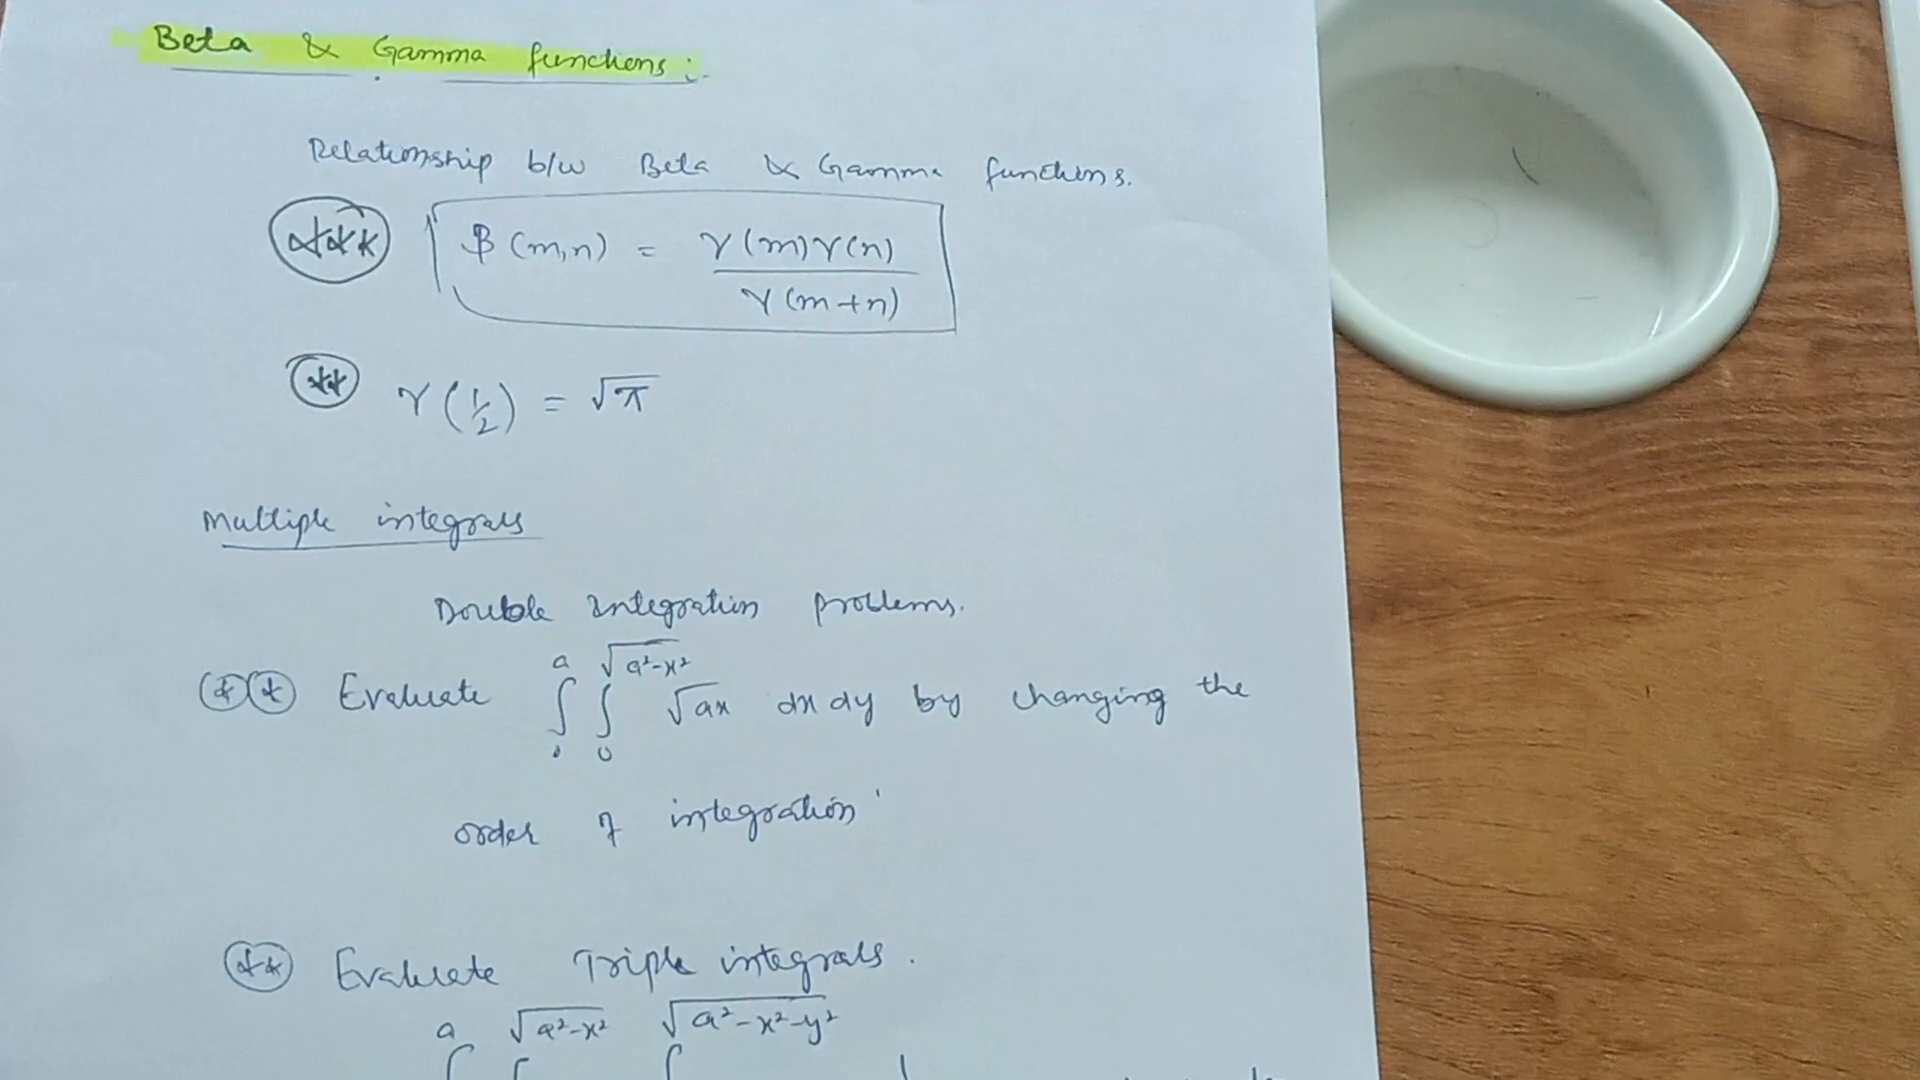 Beta & Gamma functions :-
Relationship b/w Beta & Gamma functions.
*** β (m,n) = γ(m)γ(n) / γ(m+n)
** γ(1/2) = √π
Multiple integrals
Double integration problems.
** Evaluate ∫₀^a ∫₀^√(a²-x²) √ax dx dy by changing the
order of integration
** Evaluate Triple integrals.
a √(a²-x²) √(a²-x²-y²)